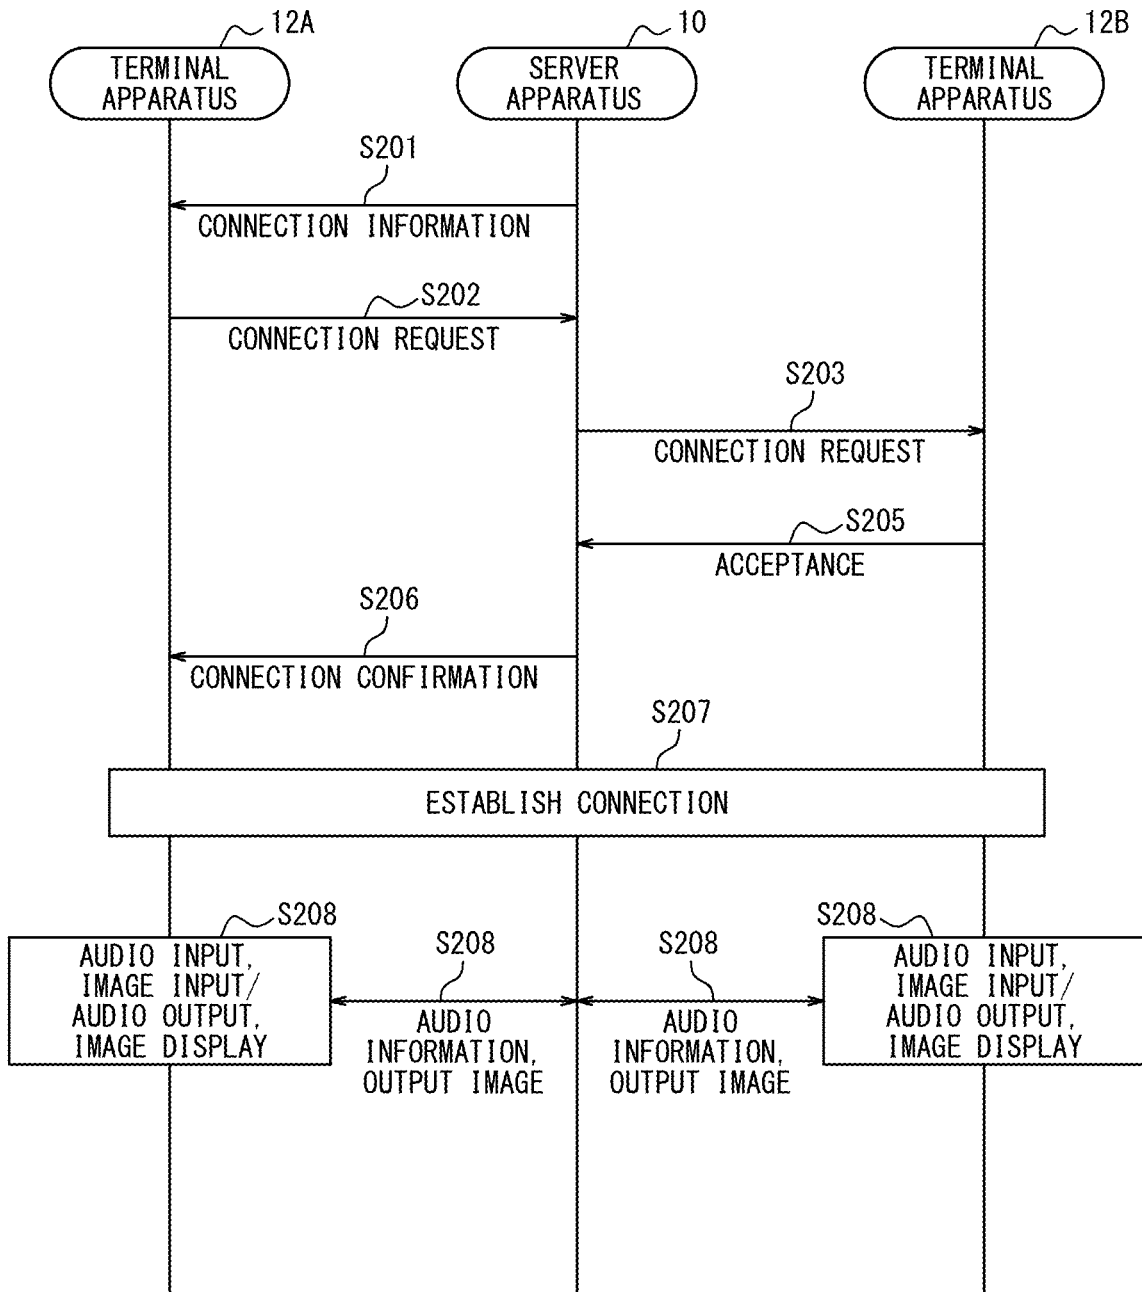 12A
10
12B
TERMINAL
APPARATUS
SERVER
APPARATUS
TERMINAL
APPARATUS
S201
CONNECTION INFORMATION
S202
CONNECTION REQUEST
S203
CONNECTION REQUEST
S205
ACCEPTANCE
S206
CONNECTION CONFIRMATION
S207
ESTABLISH CONNECTION
S208
AUDIO INPUT,
IMAGE INPUT/
AUDIO OUTPUT,
IMAGE DISPLAY
S208
AUDIO
INFORMATION,
OUTPUT IMAGE
S208
AUDIO
INFORMATION,
OUTPUT IMAGE
S208
AUDIO INPUT,
IMAGE INPUT/
AUDIO OUTPUT,
IMAGE DISPLAY